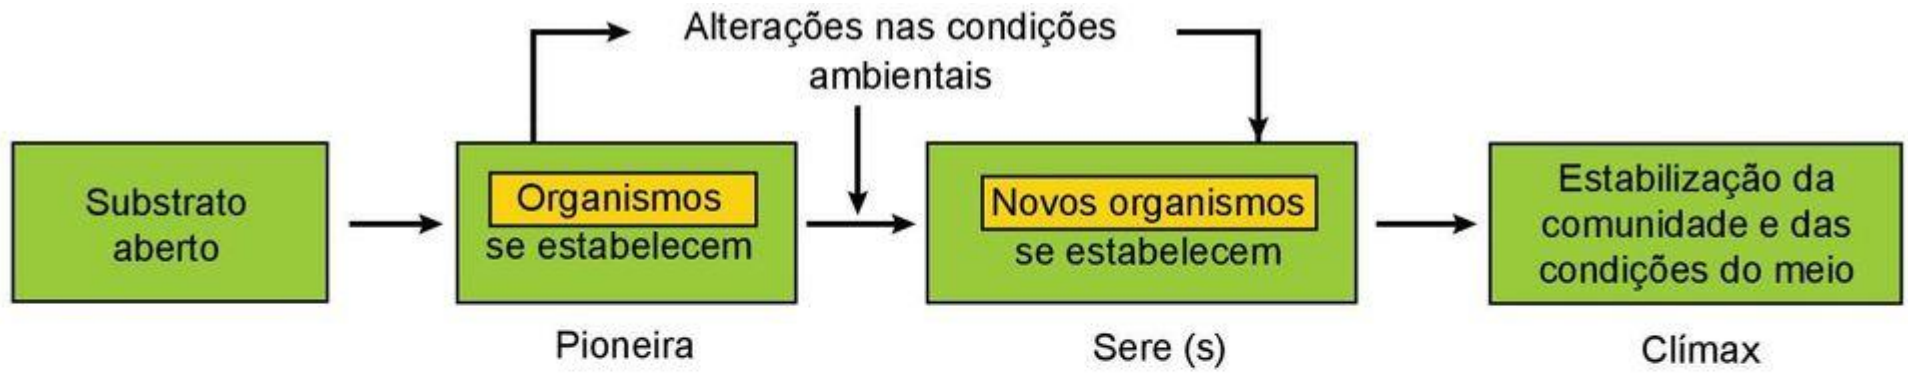 Alterações nas condições
ambientais
Substrato
aberto
Organismos
se estabelecem
Novos organismos
se estabelecem
Estabilização da
comunidade e das
condições do meio
Pioneira
Sere (s)
Clímax